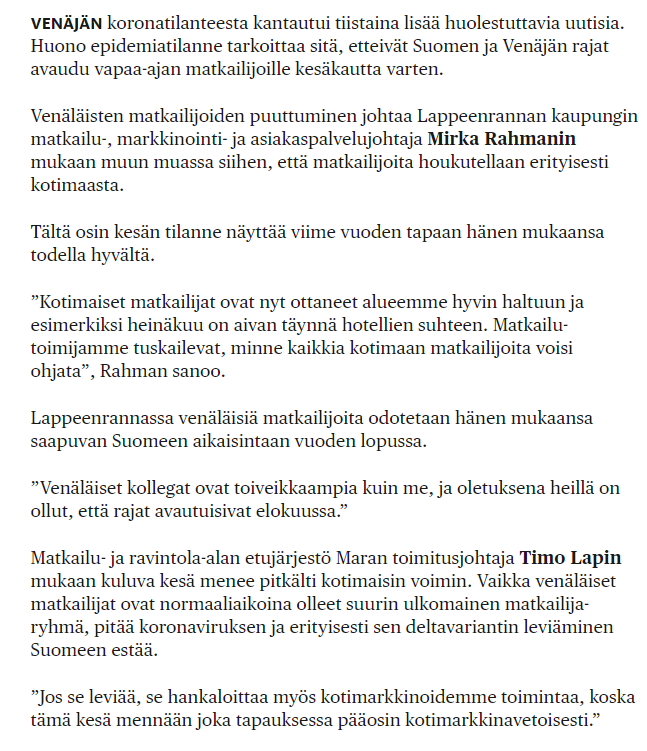 VENÄJÄN koronatilanteesta kantautui tiistaina lisää huolestuttavia uutisia.
Huono epidemiatilanne tarkoittaa sitä, etteivät Suomen ja Venäjän rajat
avaudu vapaa-ajan matkailijoille kesäkautta varten.
Venäläisten matkailijoiden puuttuminen johtaa Lappeenrannan kaupungin
matkailu-, markkinointi- ja asiakaspalvelujohtaja Mirka Rahmanin
mukaan muun muassa siihen, että matkailijoita houkutellaan erityisesti
kotimaasta.
Tältä osin kesän tilanne näyttää viime vuoden tapaan hänen mukaansa
todella hyvältä.
”Kotimaiset matkailijat ovat nyt ottaneet alueemme hyvin haltuun ja
esimerkiksi heinäkuu on aivan täynnä hotellien suhteen. Matkailu-
toimijamme tuskailevat, minne kaikkia kotimaan matkailijoita voisi
ohjata”, Rahman sanoo.
Lappeenrannassa venäläisiä matkailijoita odotetaan hänen mukaansa
saapuvan Suomeen aikaisintaan vuoden lopussa.
”Venäläiset kollegat ovat toiveikkaampia kuin me, ja oletuksena heillä on
ollut, että rajat avautuisivat elokuussa.”
Matkailu- ja ravintola-alan etujärjestö Maran toimitusjohtaja Timo Lapin
mukaan kuluva kesä menee pitkälti kotimaisin voimin. Vaikka venäläiset
matkailijat ovat normaaliaikoina olleet suurin ulkomainen matkailija-
ryhmä, pitää koronaviruksen ja erityisesti sen deltavariantin leviäminen
Suomeen estää.
”Jos se leviää, se hankaloittaa myös kotimarkkinoidemme toimintaa, koska
tämä kesä mennään joka tapauksessa pääosin kotimarkkinavetoisesti.”